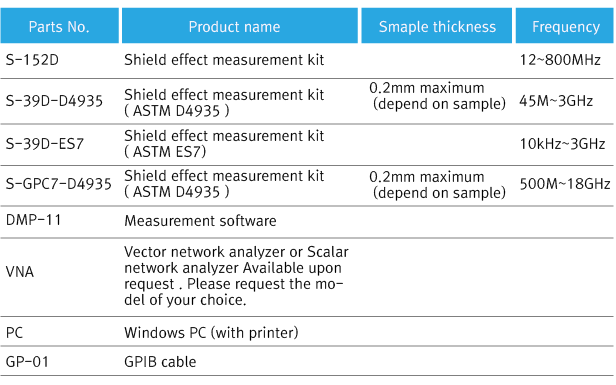 Parts No. Product name Smaple thickness Frequency
S-152D Shield effect measurement kit 12~800MHz
S-39D-D4935 Shield effect measurement kit
( ASTM D4935 ) 0.2mm maximum
(depend on sample) 45M~3GHz
S-39D-ES7 Shield effect measurement kit
( ASTM ES7) 10kHz~3GHz
S-GPC7-D4935 Shield effect measurement kit
( ASTM D4935 ) 0.2mm maximum
(depend on sample) 500M~18GHz
DMP-11 Measurement software
VNA Vector network analyzer or Scalar
network analyzer Available upon
request . Please request the mo-
del of your choice.
PC Windows PC (with printer)
GP-01 GPIB cable